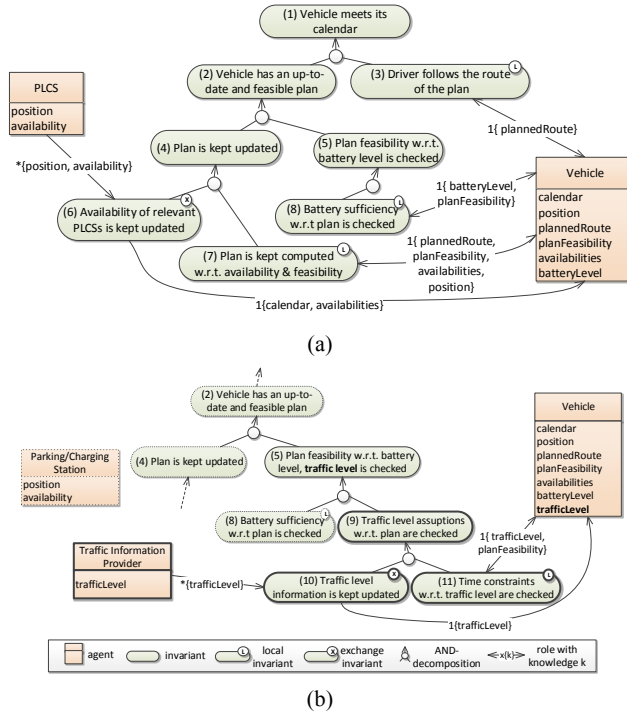 (1) Vehicle meets its
calendar
L
(2) Vehicle has an up-to-
date and feasible plan
(3) Driver follows the route
of the plan
PLCS
position
availability
(4) Plan is kept updated
(5) Plan feasibility w.r.t.
battery level is checked
1{ plannedRoute}
*{position, availability}
X
(6) Availability of relevant
PLCSs is kept updated
L
(8) Battery sufficiency
w.r.t plan is checked
1{ batteryLevel,
planFeasibility}
Vehicle
calendar
position
plannedRoute
planFeasibility
availabilities
batteryLevel
L
(7) Plan is kept computed
w.r.t. availability & feasibility
1{ plannedRoute,
planFeasibility,
availabilities,
position}
1{calendar, availabilities}
(a)
(2) Vehicle has an up-to-
date and feasible plan
Vehicle
calendar
position
plannedRoute
planFeasibility
availabilities
batteryLevel
trafficLevel
Parking/Charging
Station
position
availability
(4) Plan is kept updated
(5) Plan feasibility w.r.t. battery
level, traffic level is checked
L
(8) Battery sufficiency
w.r.t plan is checked
(9) Traffic level assuptions
w.r.t. plan are checked
1{ trafficLevel,
planFeasibility}
Traffic Information
Provider
trafficLevel
*{trafficLevel}
X
(10) Traffic level
information is kept updated
L
(11) Time constraints
w.r.t. traffic level are checked
1{trafficLevel}
agent
invariant
L
local
invariant
X
exchange
invariant
AND-
decomposition
x{k}
role with
knowledge k
(b)